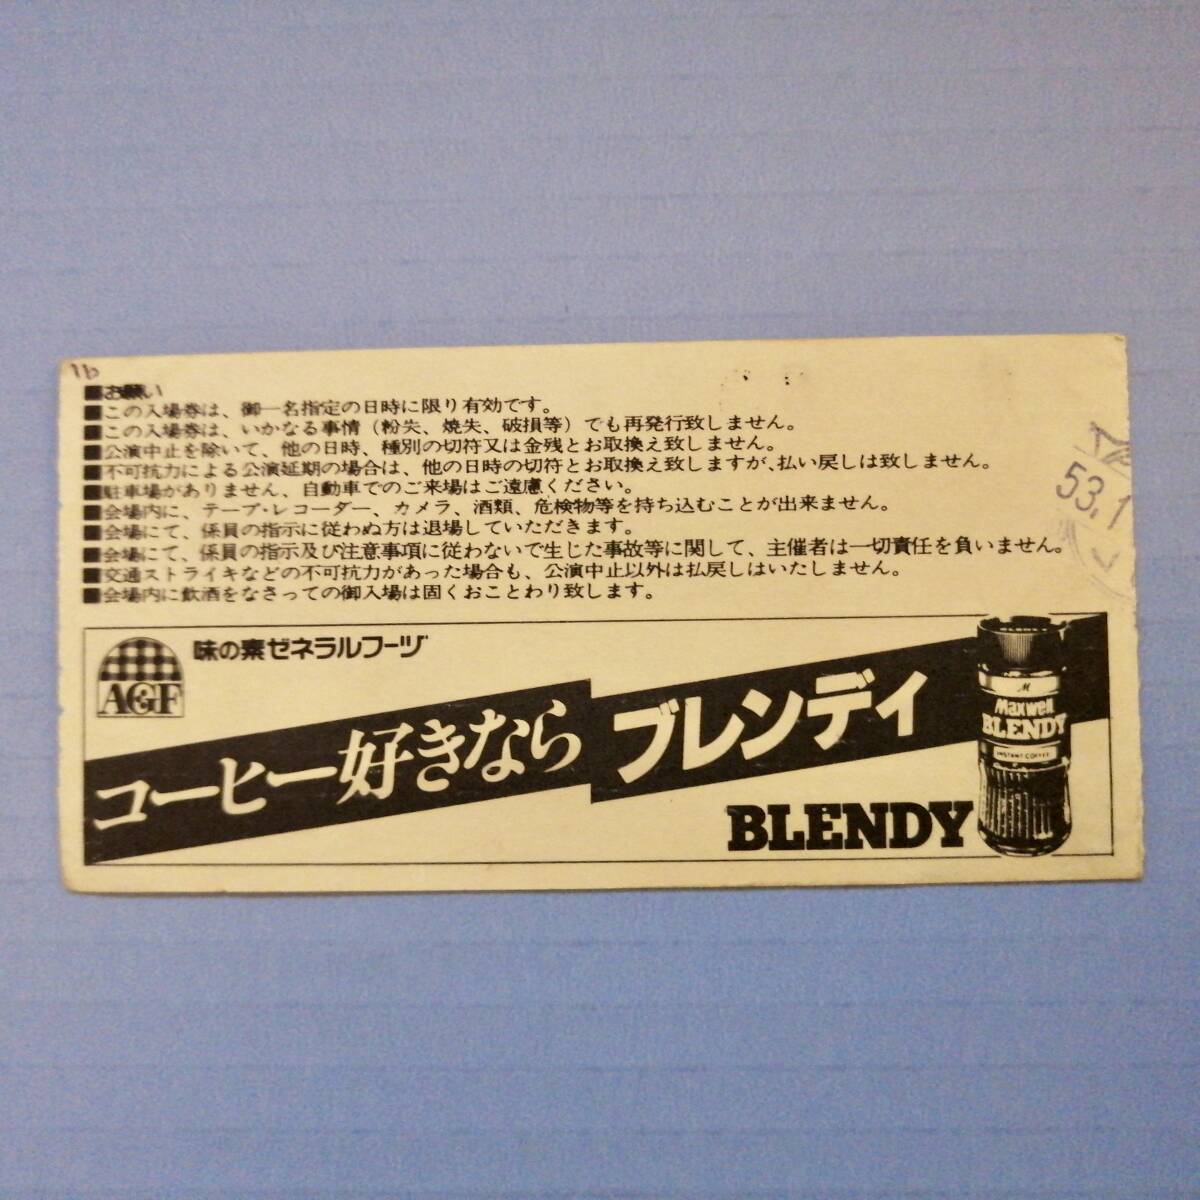 ■お願い
■この入場券は、御一名指定の日時に限り有効です。
■この入場券は、いかなる事情(粉失、焼失、破損等)でも再発行致しません。
■公演中止を除いて、他の日時、種別の切符又は金残とお取換え致しません。
■不可抗力による公演延期の場合は、他の日時の切符とお取換え致しますが、払い戻しは致しません。
■駐車場がありません、自動車でのご来場はご遠慮ください。
■会場内に、テープ・レコーダー、カメラ、酒類、危検物等を持ち込むことが出来ません。
■会場にて、係員の指示に従わぬ方は退場していただきます。
■会場にて、係員の指示及び注意事項に従わないで生じた事故等に関して、主催者は一切責任を負いません。
■交通ストライキなどの不可抗力があった場合も、公演中止以外は払戻しはいたしません。
■会場内に飲酒をなさっての御入場は固くおことわり致します。
53.1
AGF
味の素ゼネラルフーヅ
コーヒー好きなら ブレンディ
M
Maxwell
BLENDY
INSTANT COFFEE
BLENDY